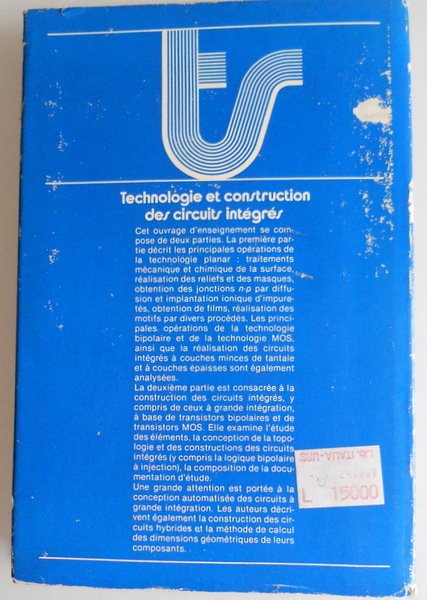 ts
Technologie et construction
des circuits intégrés
Cet ouvrage d'enseignement se com-
pose de deux parties. La première par-
tie décrit les principales opérations de
la technologie planar : traitements
mécanique et chimique de la surface,
réalisation des reliefs et des masques,
obtention des jonctions n-p par diffu-
sion et implantation ionique d'impure-
tés, obtention de films, réalisation des
motifs par divers procédés. Les princi-
pales opérations de la technologie
bipolaire et de la technologie MOS,
ainsi que la réalisation des circuits
intégrés à couches minces de tantale
et à couches épaisses sont également
analysées.
La deuxième partie est consacrée à la
construction des circuits intégrés, y
compris de ceux à grande intégration,
à base de transistors bipolaires et de
transistors MOS. Elle examine l'étude
des éléments, la conception de la topo-
logie et des constructions des circuits
intégrés (y compris la logique bipolaire
à injection), la composition de la docu-
mentation d'étude.
Une grande attention est portée à la
conception automatisée des circuits à
grande intégration. Les auteurs décri-
vent également la construction des cir-
cuits hybrides et la méthode de calcul
des dimensions géométriques de leurs
composants.
LIB. ITALIA-URSS
L 15000